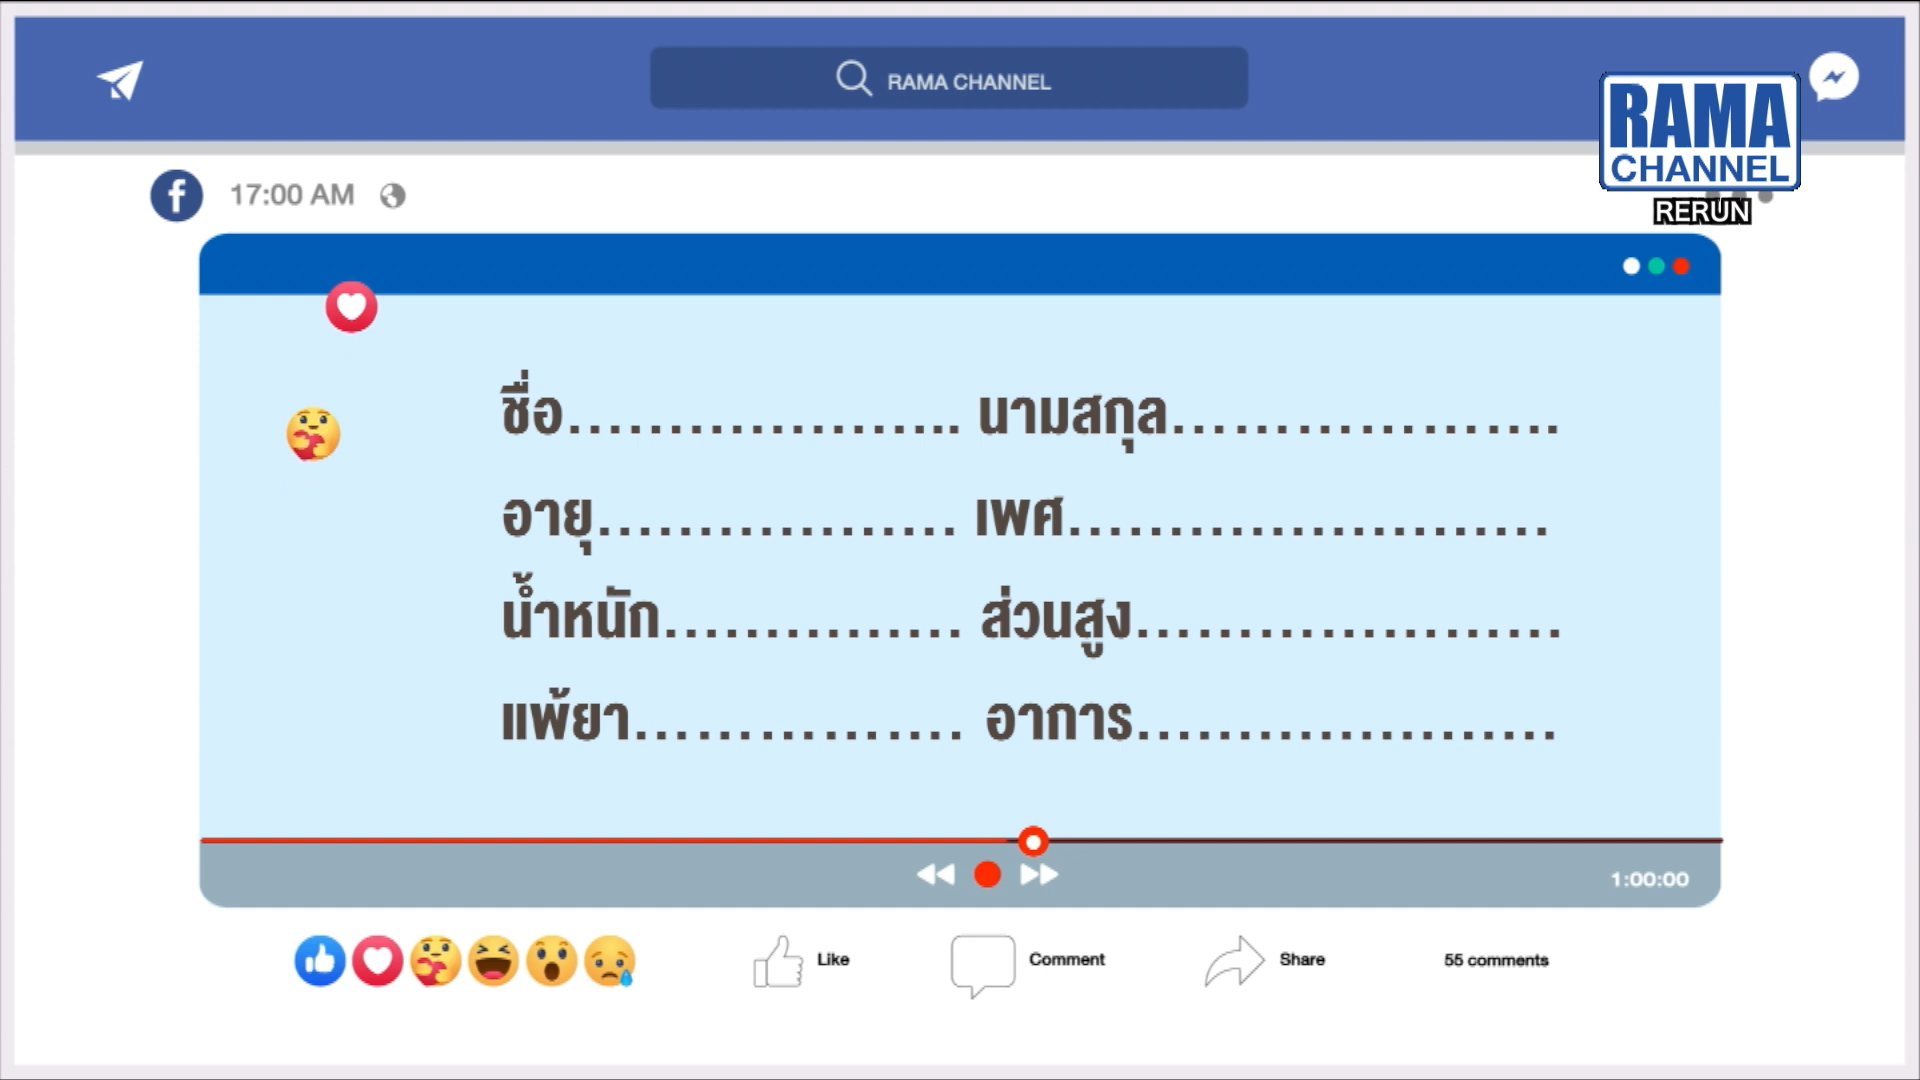 RAMA CHANNEL
RAMA
CHANNEL
RERUN
17:00 AM
ชื่อ.................... นามสกุล...................
อายุ.................. เพศ........................
น้ำหนัก............... ส่วนสูง.....................
แพ้ยา................ อาการ.....................
1:00:00
Like Comment Share 55 comments